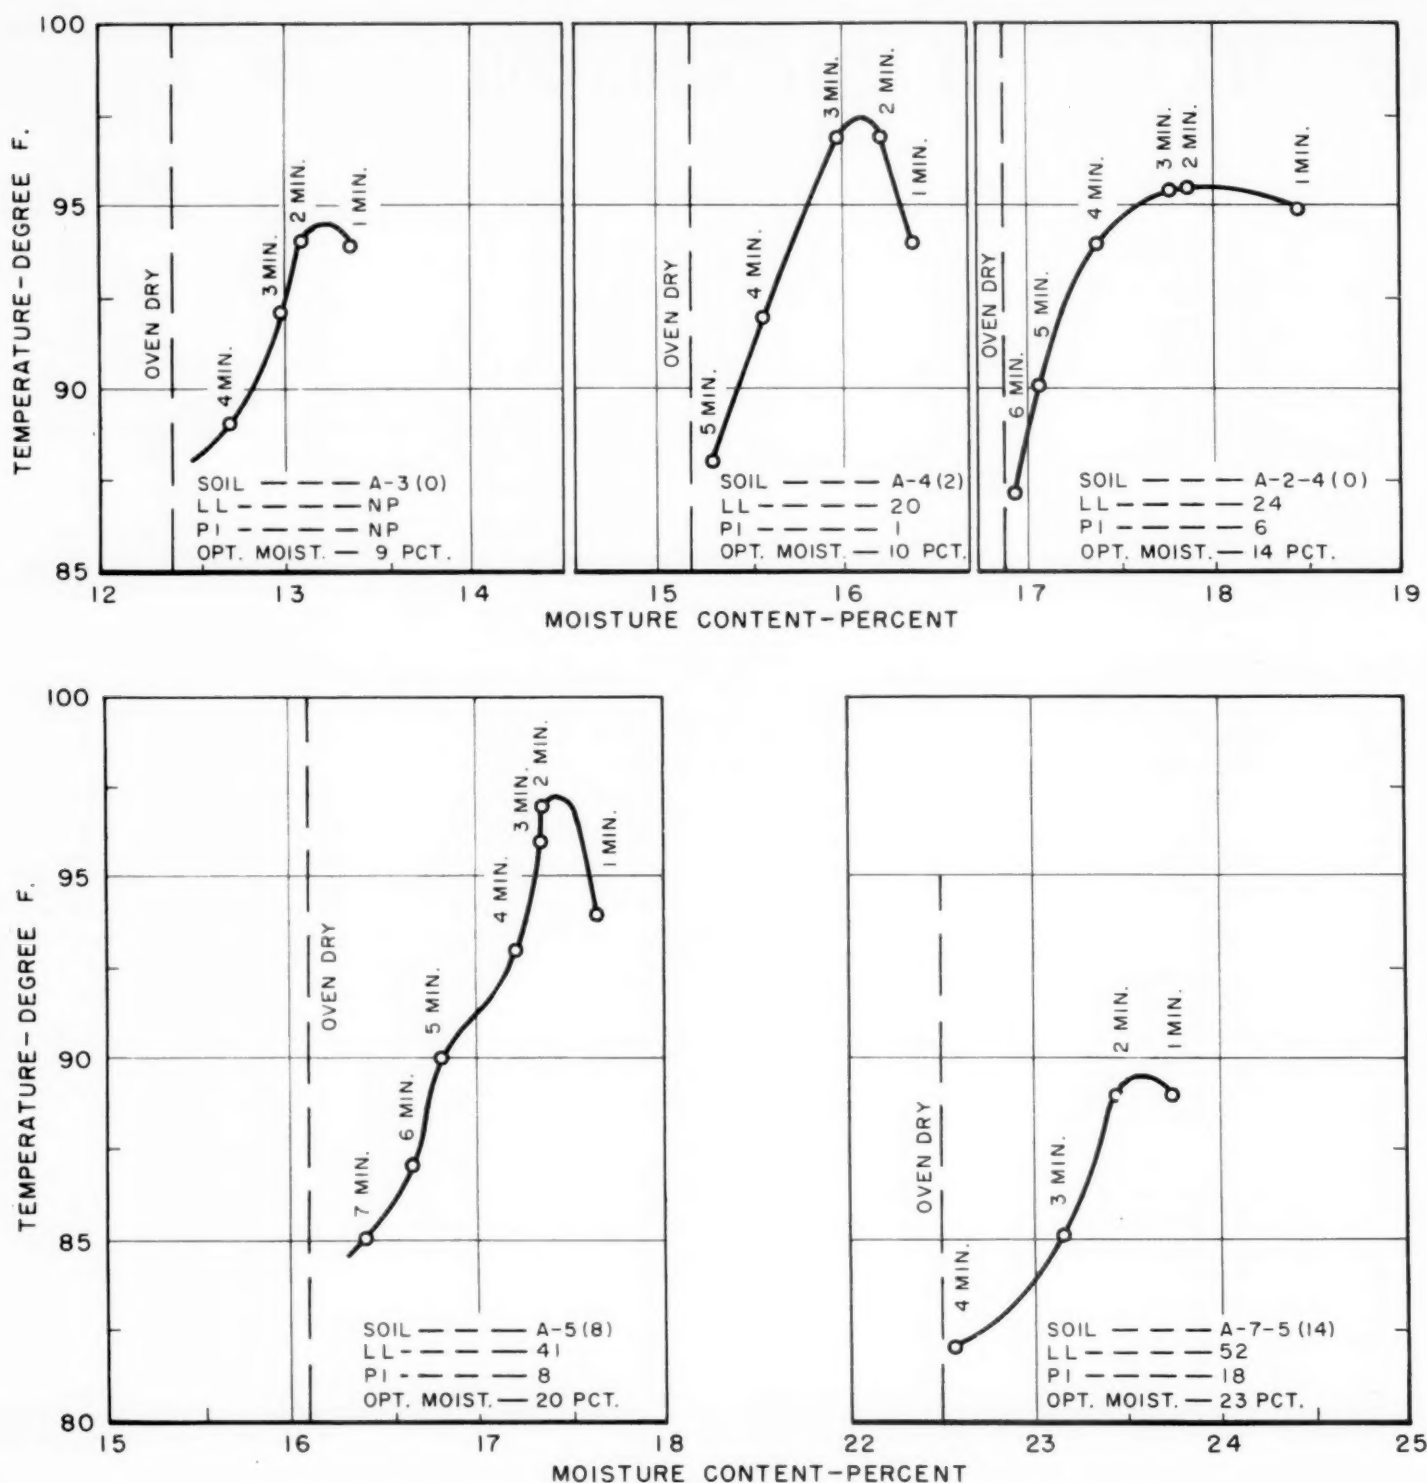 100
95
90
85
TEMPERATURE-DEGREE F.
OVEN DRY
4 MIN.
3 MIN.
2 MIN.
1 MIN.
SOIL — — — A-3 (0)
LL — — — — NP
PI — — — — NP
OPT. MOIST. — 9 PCT.
OVEN DRY
5 MIN.
4 MIN.
3 MIN.
2 MIN.
1 MIN.
SOIL — — — A-4 (2)
LL — — — — 20
PI — — — — 1
OPT. MOIST. — 10 PCT.
OVEN DRY
6 MIN.
5 MIN.
4 MIN.
3 MIN.
2 MIN.
1 MIN.
SOIL — — — A-2-4 (0)
LL — — — — 24
PI — — — — 6
OPT. MOIST. — 14 PCT.
12 13 14 15 16 17 18 19
MOISTURE CONTENT-PERCENT
100
95
90
85
80
TEMPERATURE-DEGREE F.
OVEN DRY
7 MIN.
6 MIN.
5 MIN.
4 MIN.
3 MIN.
2 MIN.
1 MIN.
SOIL — — — A-5 (8)
LL — — — — 41
PI — — — — 8
OPT. MOIST. — 20 PCT.
OVEN DRY
4 MIN.
3 MIN.
2 MIN.
1 MIN.
SOIL — — — A-7-5 (14)
LL — — — — 52
PI — — — — 18
OPT. MOIST. — 23 PCT.
15 16 17 18 22 23 24 25
MOISTURE CONTENT-PERCENT